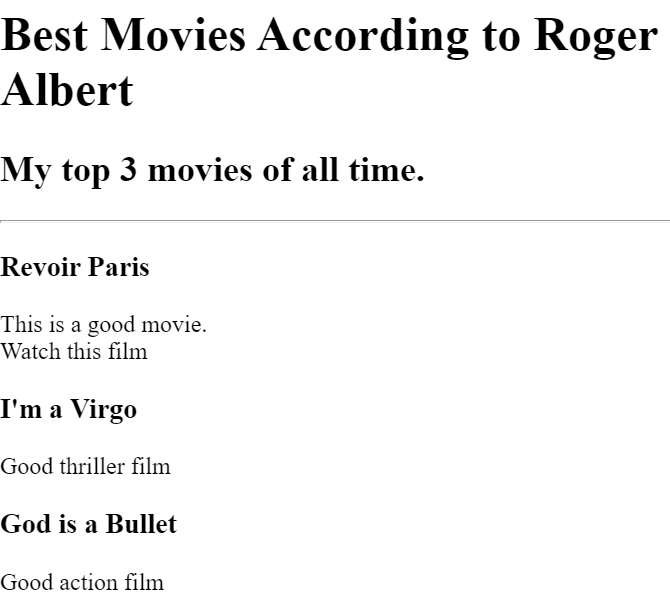 Best Movies According to Roger
Albert
My top 3 movies of all time.
Revoir Paris
This is a good movie.
Watch this film
I'm a Virgo
Good thriller film
God is a Bullet
Good action film